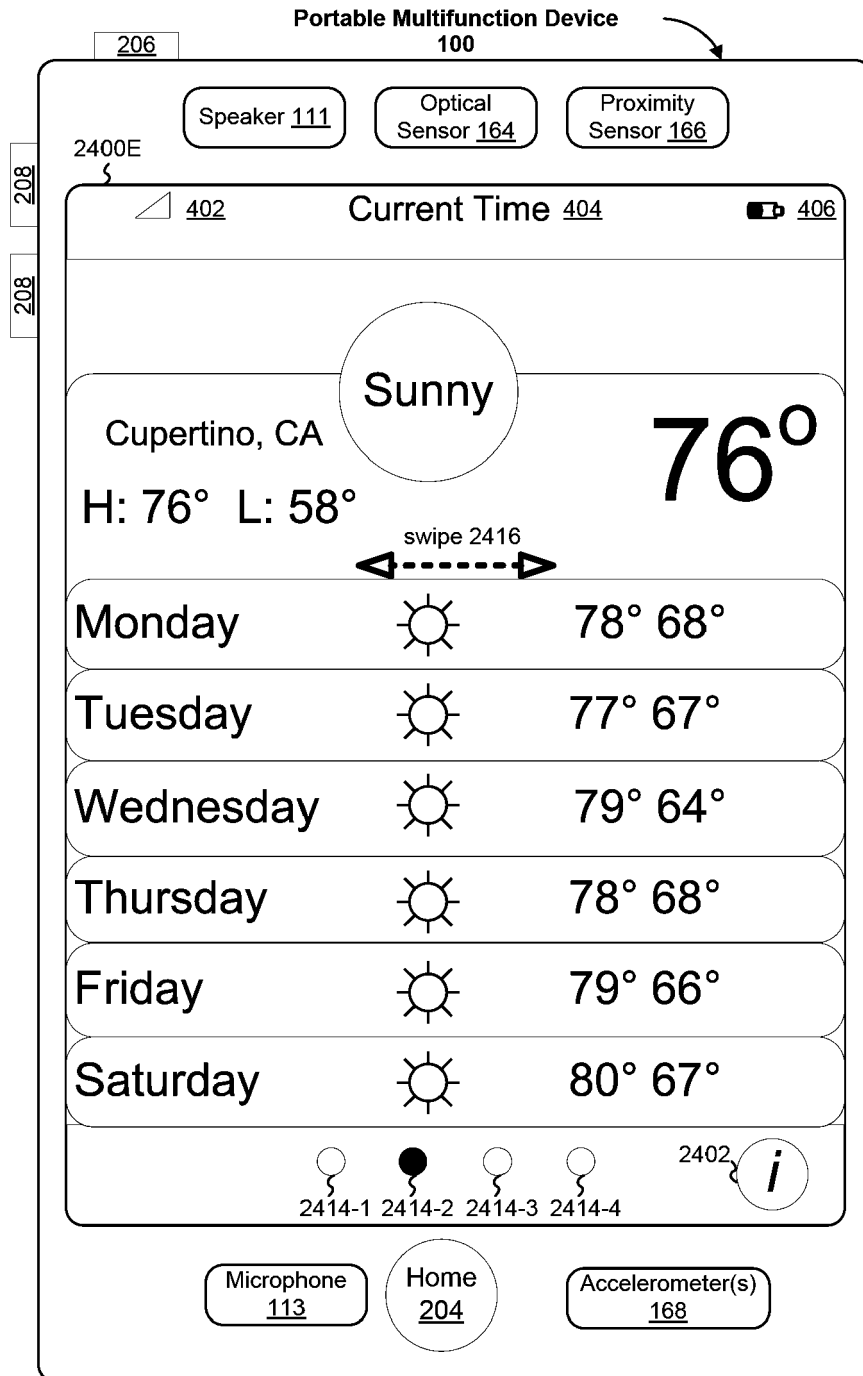 Portable Multifunction Device
100
206
Speaker 111
Optical
Sensor 164
Proximity
Sensor 166
2400E
208
208
402
Current Time 404
406
Sunny
Cupertino, CA
76°
H: 76° L: 58°
swipe 2416
Monday 78° 68°
Tuesday 77° 67°
Wednesday 79° 64°
Thursday 78° 68°
Friday 79° 66°
Saturday 80° 67°
2402
i
2414-1 2414-2 2414-3 2414-4
Microphone
113
Home
204
Accelerometer(s)
168